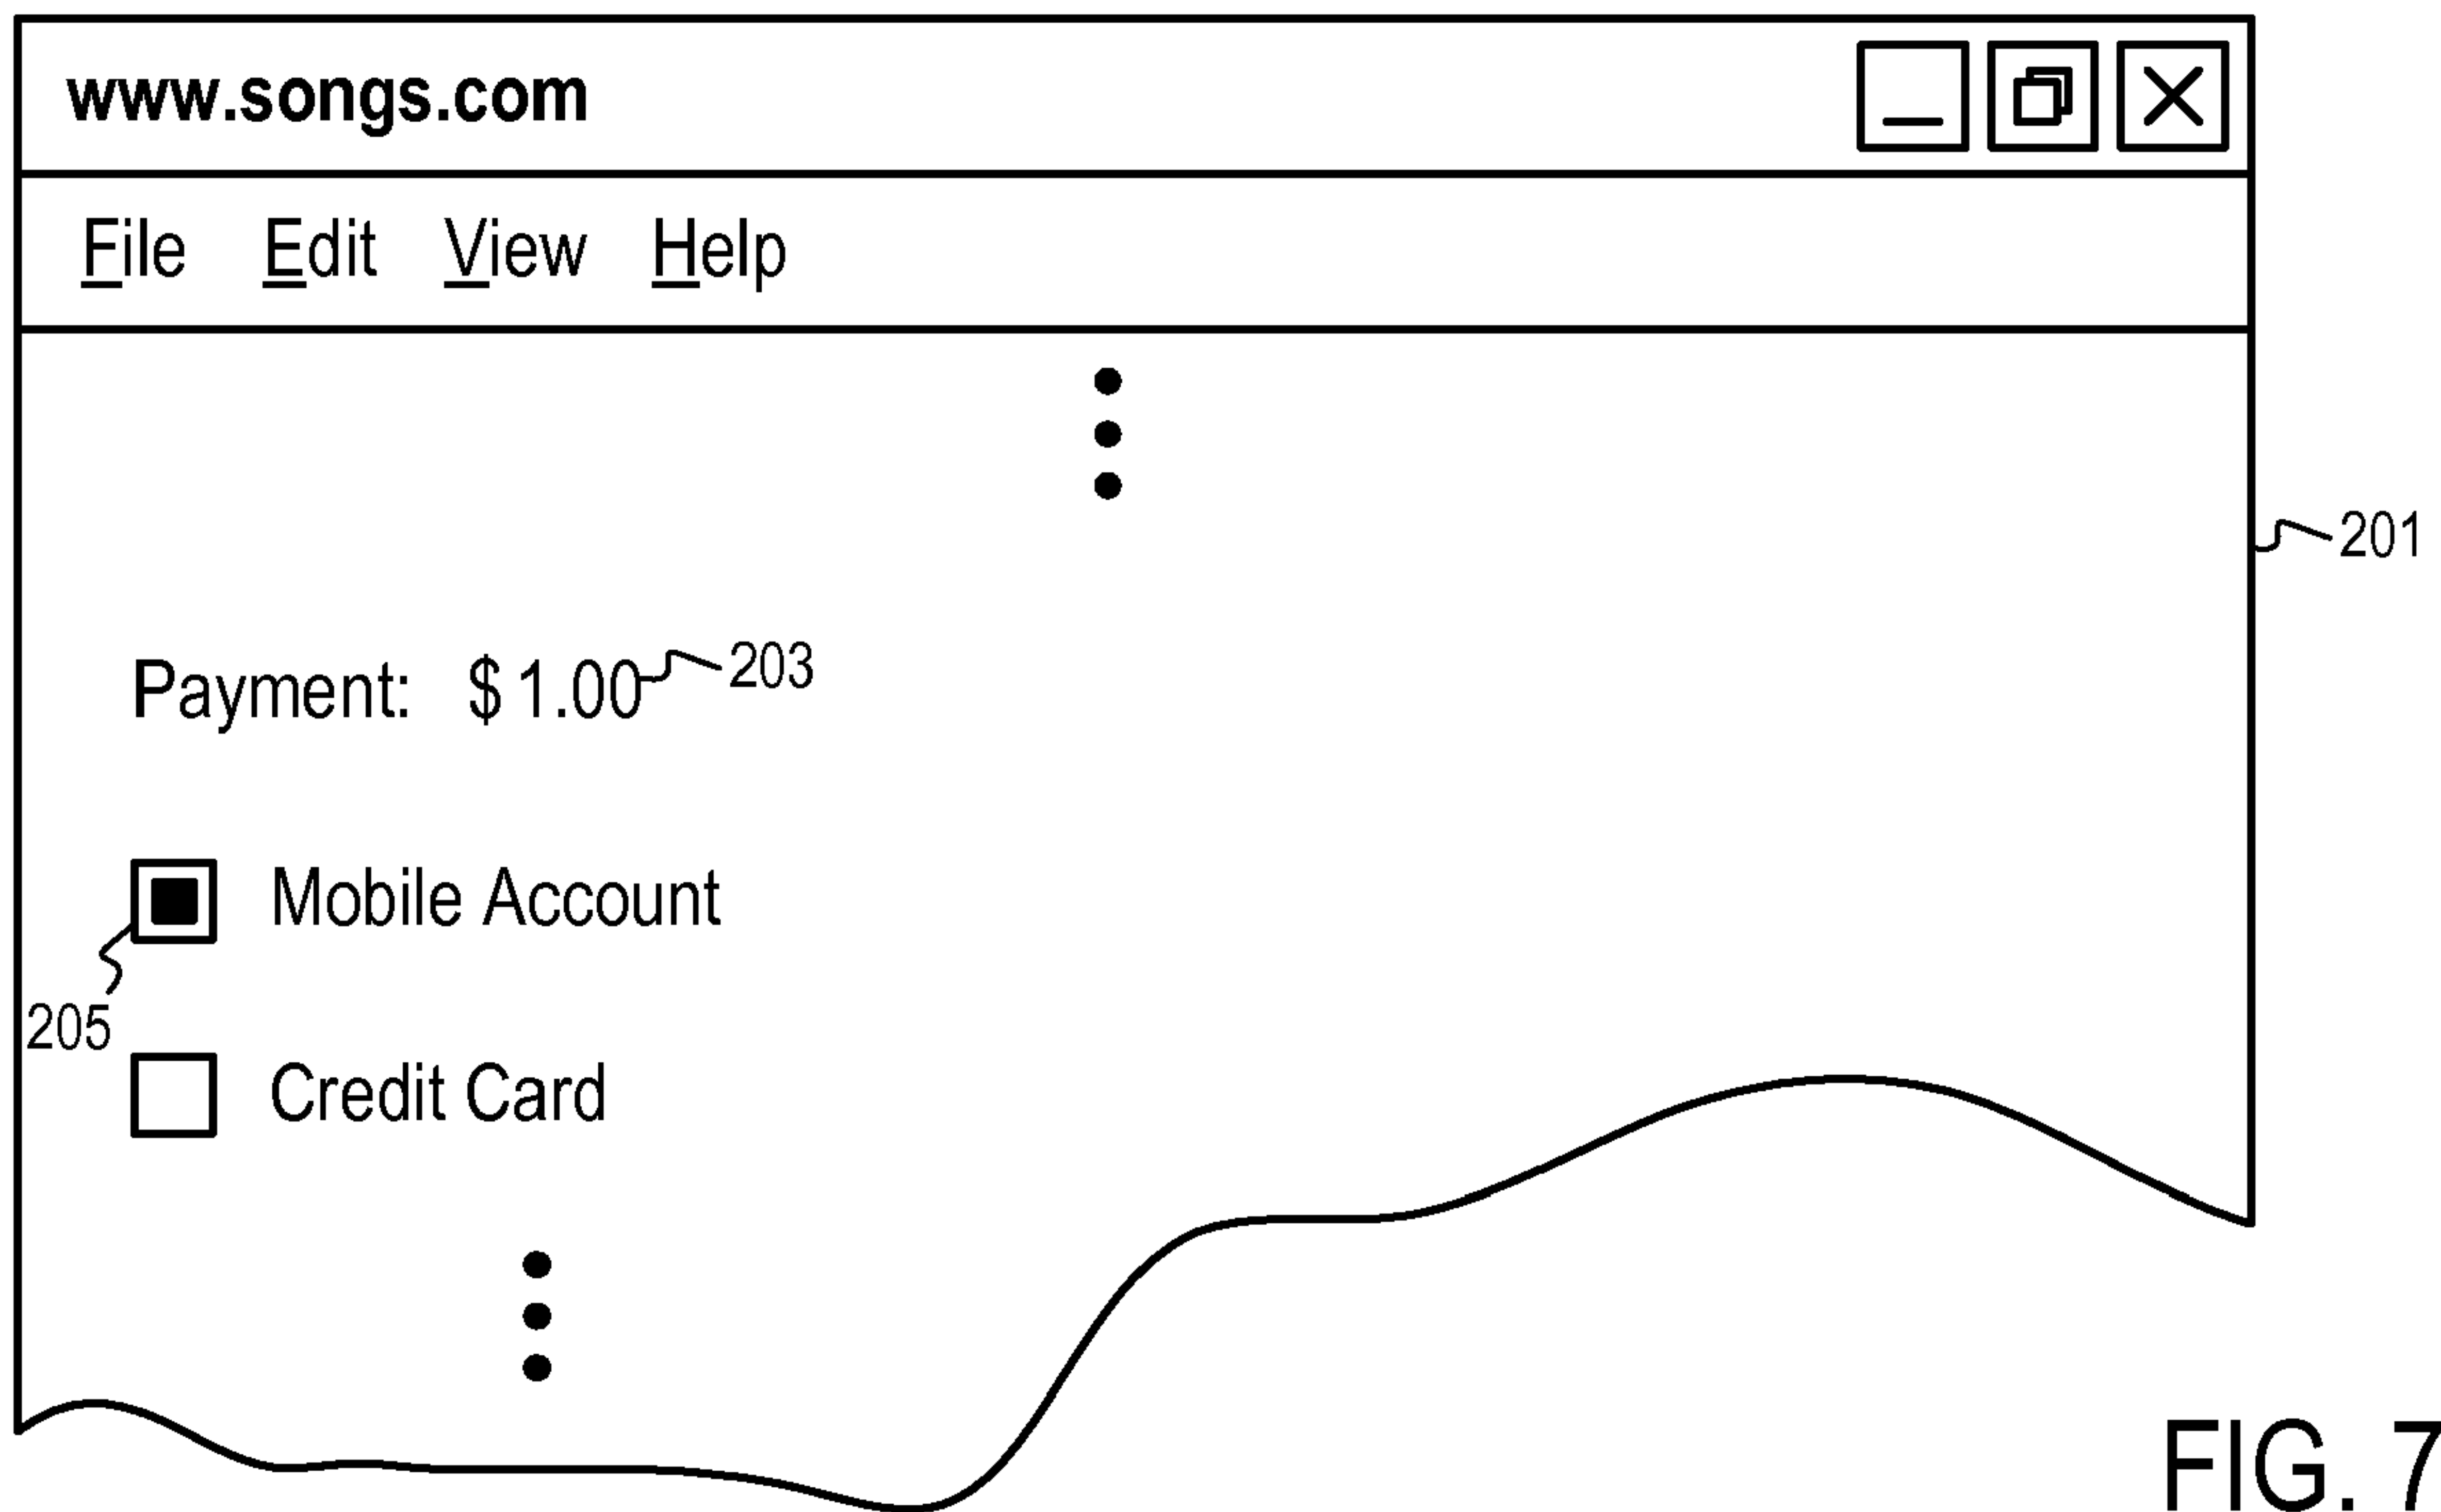 www.songs.com
File Edit View Help
201
Payment: $1.00 203
Mobile Account
205
Credit Card
FIG. 7